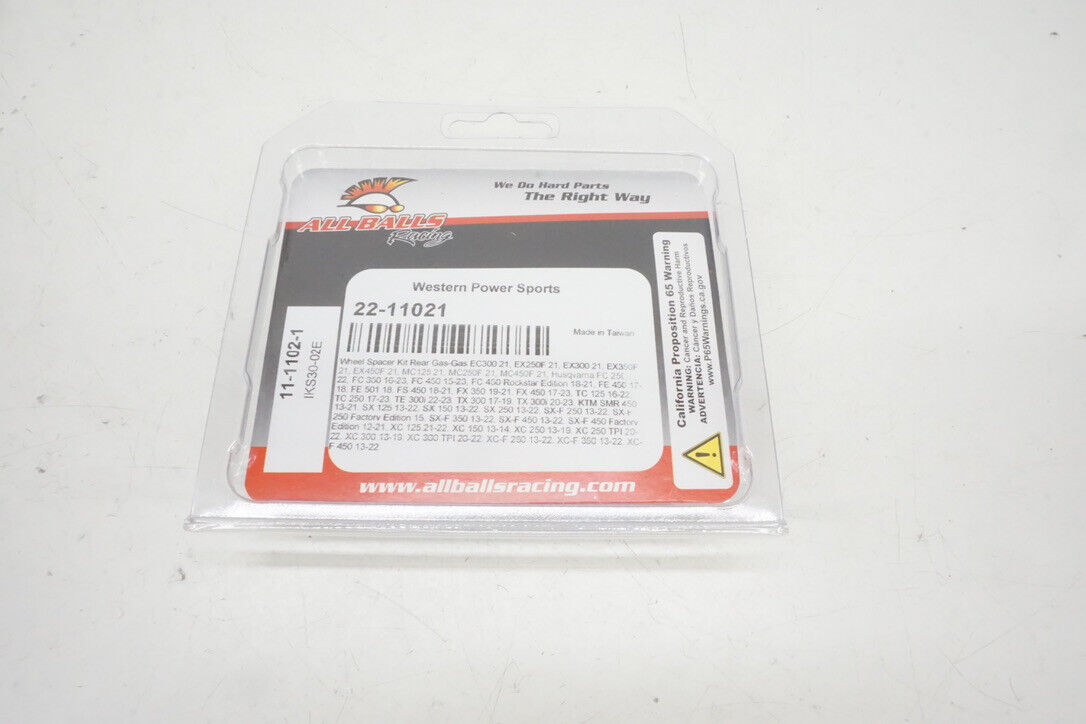 ALL BALLS
Racing
We Do Hard Parts
The Right Way
Western Power Sports
22-11021
Made in Taiwan
Wheel Spacer Kit Rear Gas-Gas EC300 21, EX250F 21, EX300 21, EX350F
21, EX450F 21, MC125 21, MC250F 21, MC450F 21, Husqvarna FC 250
22, FC 350 16-23, FC 450 15-23, FC 450 Rockstar Edition 18-21, FE 450 17-
18, FE 501 18, FS 450 18-21, FX 350 19-21, FX 450 17-23, TC 125 16-22,
TC 250 17-23, TE 300i 22-23, TX 300 17-19, TX 300i 20-23, KTM SMR 450
13-21, SX 125 13-22, SX 150 13-22, SX 250 13-22, SX-F 250 13-22, SX-F
250 Factory Edition 15, SX-F 350 13-22, SX-F 450 13-22, SX-F 450 Factory
Edition 12-21, XC 125 21-22, XC 150 13-14, XC 250 13-19, XC 250 TPI 20-
22, XC 300 13-19, XC 300 TPI 20-22, XC-F 250 13-22, XC-F 350 13-22, XC-
F 450 13-22
www.allballsracing.com
11-1102-1
IKS30-02E
California Proposition 65 Warning
WARNING: Cancer and Reproductive Harm
ADVERTENCIA: Cáncer y Daños Reproductivos
www.P65Warnings.ca.gov